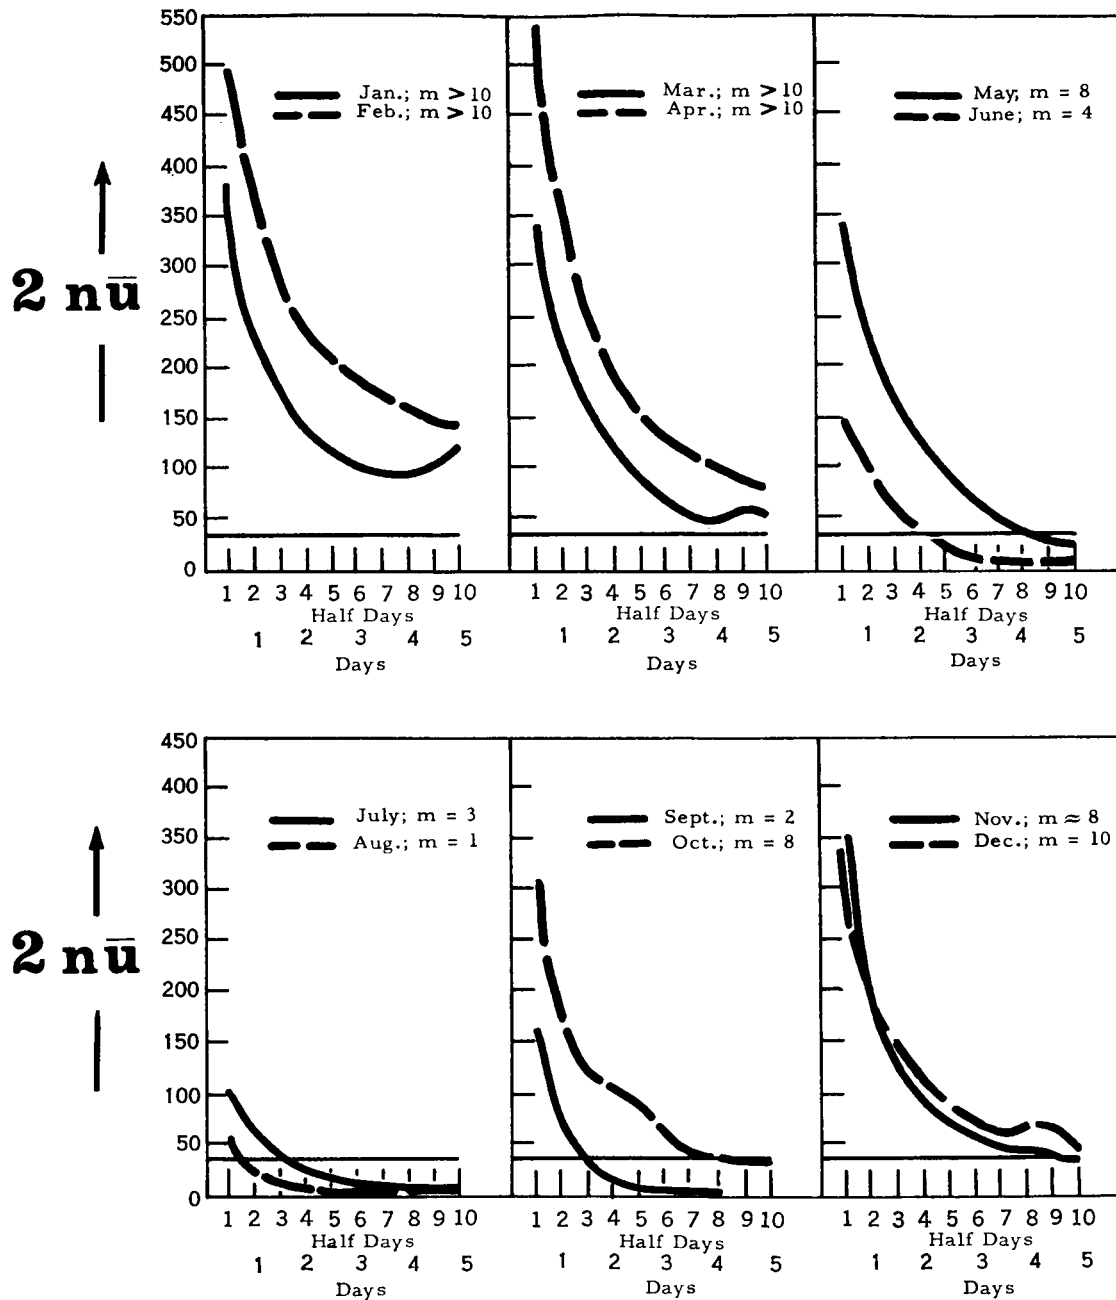 550
500
450
400
350
300
250
200
150
100
50
0
2 nū
Jan.; m > 10
Feb.; m > 10
Mar.; m > 10
Apr.; m > 10
May; m = 8
June; m = 4
1 2 3 4 5 6 7 8 9 10
Half Days
1 2 3 4 5
Days
1 2 3 4 5 6 7 8 9 10
Half Days
1 2 3 4 5
Days
1 2 3 4 5 6 7 8 9 10
Half Days
1 2 3 4 5
Days
450
400
350
300
250
200
150
100
50
0
2 nū
July; m = 3
Aug.; m = 1
Sept.; m = 2
Oct.; m = 8
Nov.; m ≈ 8
Dec.; m = 10
1 2 3 4 5 6 7 8 9 10
Half Days
1 2 3 4 5
Days
1 2 3 4 5 6 7 8 9 10
Half Days
1 2 3 4 5
Days
1 2 3 4 5 6 7 8 9 10
Half Days
1 2 3 4 5
Days